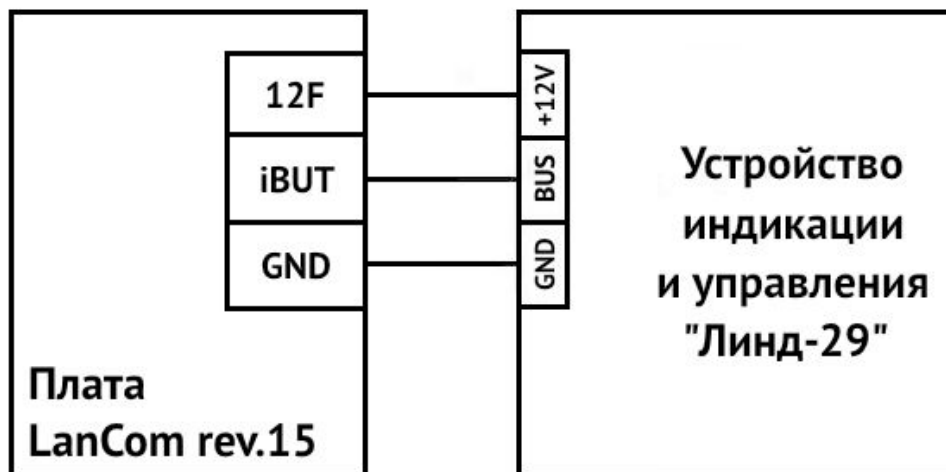 12F
iBUT
GND
Плата
LanCom rev.15
+12V
BUS
GND
Устройство
индикации
и управления
"Линд-29"